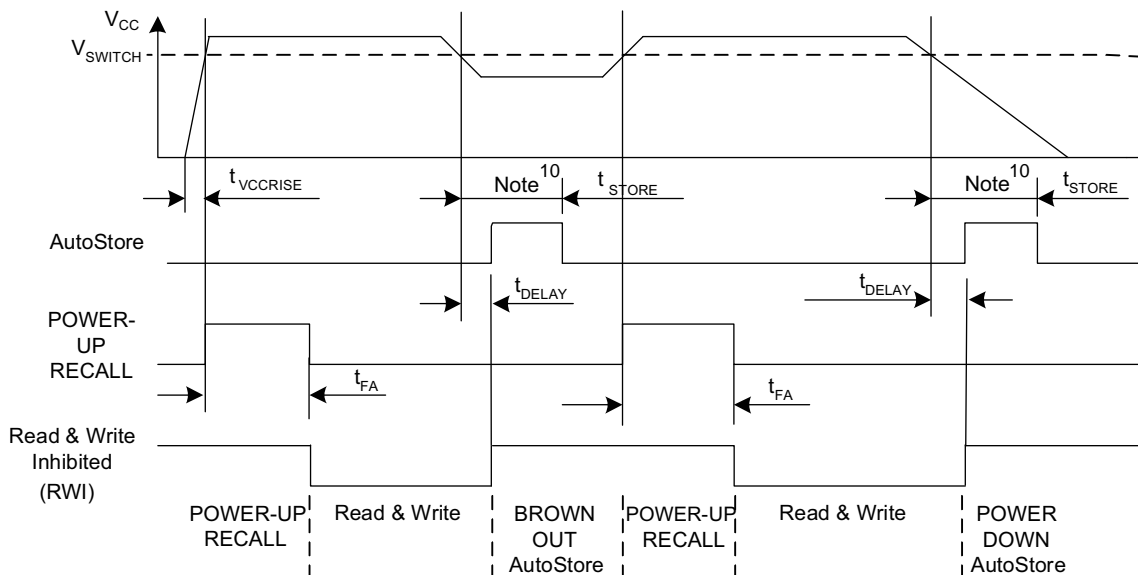 VCC
VSWITCH
tVCCRISE
Note10
tSTORE
Note10
tSTORE
AutoStore
tDELAY
tDELAY
POWER-
UP
RECALL
tFA
tFA
Read & Write
Inhibited
(RWI)
POWER-UP
RECALL
Read & Write
BROWN
OUT
AutoStore
POWER-UP
RECALL
Read & Write
POWER
DOWN
AutoStore